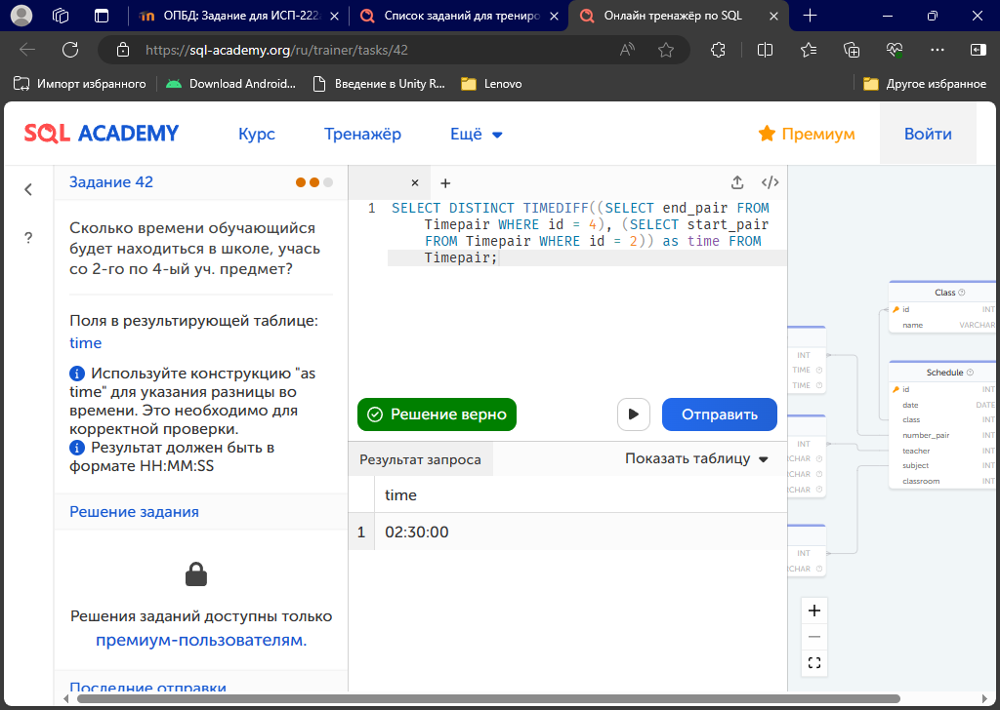 ОПБД: Задание для ИСП-222
Список заданий для трениро
Онлайн тренажёр по SQL
https://sql-academy.org/ru/trainer/tasks/42
Импорт избранного
Download Android...
Введение в Unity R...
Lenovo
Другое избранное
SQL ACADEMY
Курс
Тренажёр
Ещё
Премиум
Войти
?
Задание 42
Сколько времени обучающийся
будет находиться в школе, учась
со 2-го по 4-ый уч. предмет?
Поля в результирующей таблице:
time
Используйте конструкцию "as
time" для указания разницы во
времени. Это необходимо для
корректной проверки.
Результат должен быть в
формате HH:MM:SS
Решение задания
Решения заданий доступны только
премиум-пользователям.
Последние отправки
1 SELECT DISTINCT TIMEDIFF((SELECT end_pair FROM
Timepair WHERE id = 4), (SELECT start_pair
FROM Timepair WHERE id = 2)) as time FROM
Timepair;
Решение верно
Отправить
Результат запроса
Показать таблицу
time
1 02:30:00
INT
TIME
TIME
INT
RCHAR
RCHAR
RCHAR
INT
RCHAR
Class
id INT
name VARCHAR
Schedule
id INT
date DATE
class INT
number_pair INT
teacher INT
subject INT
classroom INT